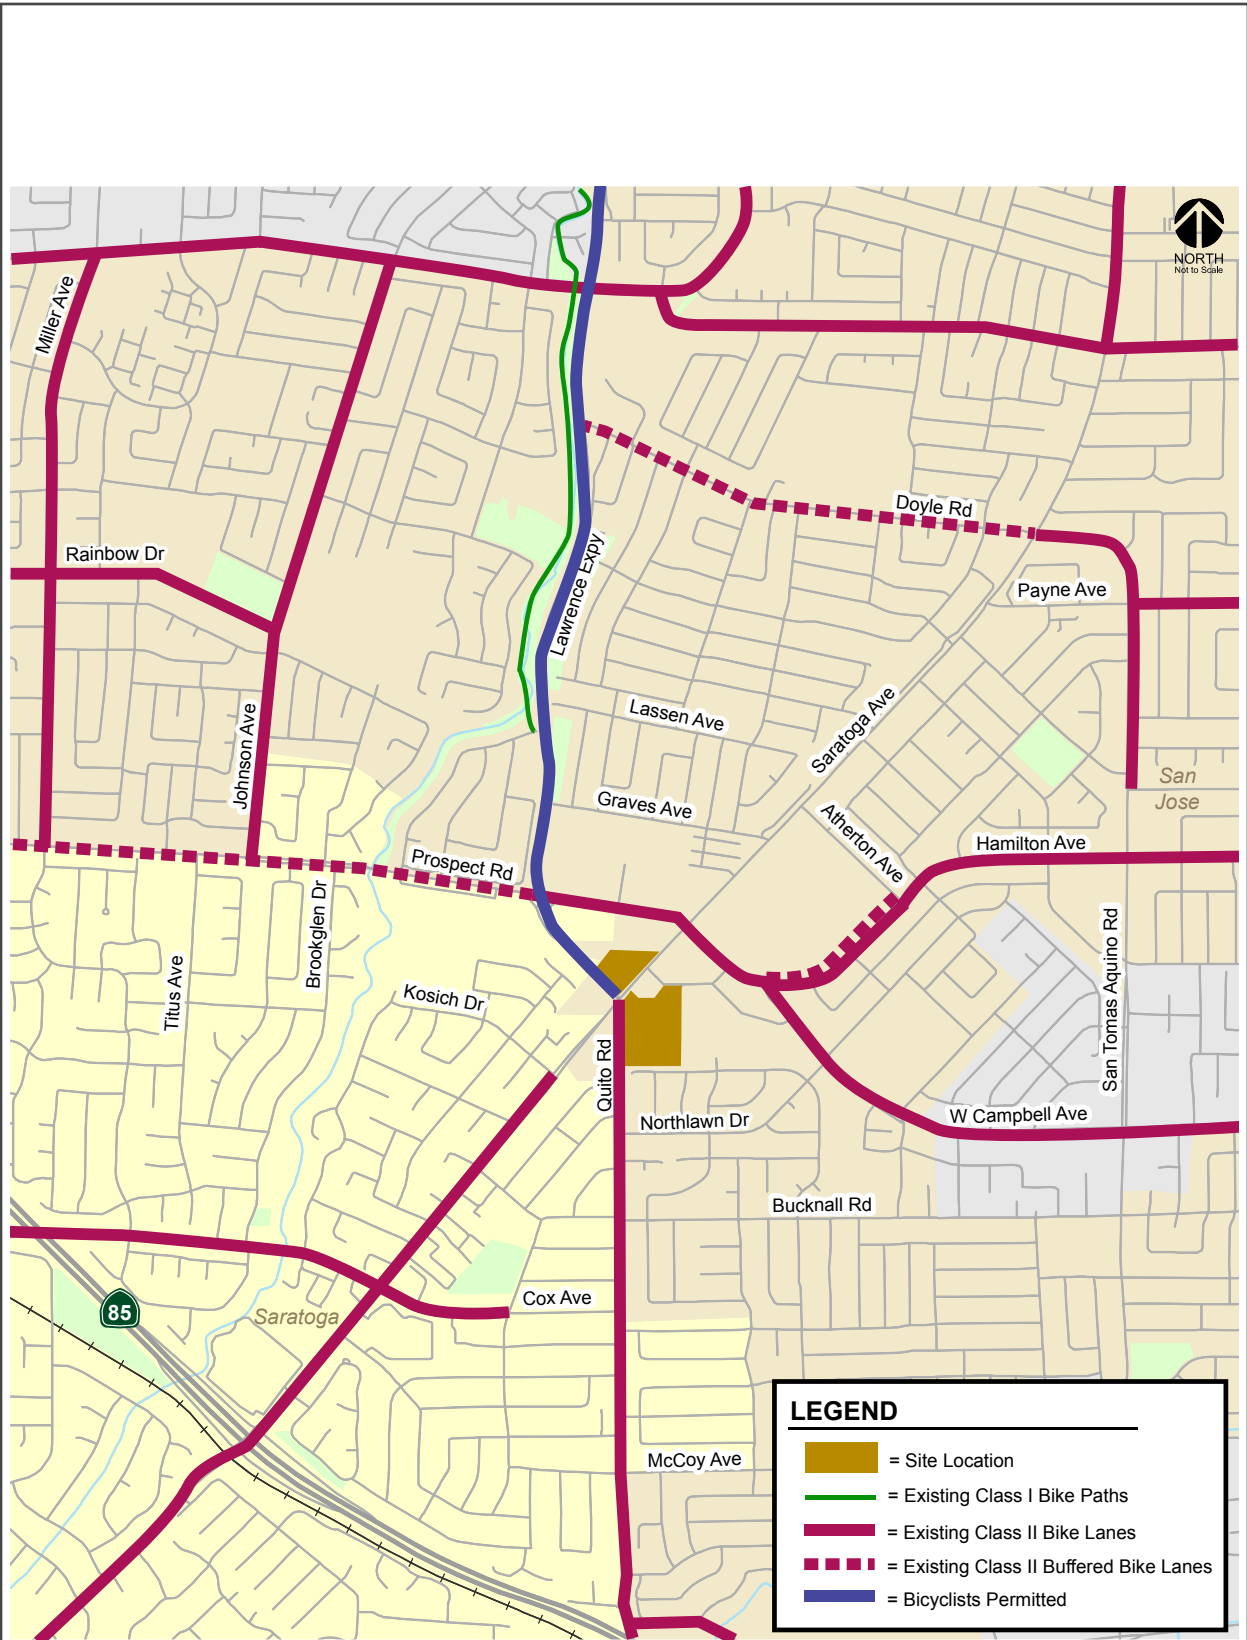 NORTH
Not to Scale
Miller Ave
Doyle Rd
Rainbow Dr
Lawrence Expy
Payne Ave
Lassen Ave
Saratoga Ave
Johnson Ave
San
Jose
Graves Ave
Atherton Ave
Hamilton Ave
Prospect Rd
Brookglen Dr
San Tomas Aquino Rd
Titus Ave
Kosich Dr
Quito Rd
Northlawn Dr
W Campbell Ave
Bucknall Rd
Cox Ave
85
Saratoga
McCoy Ave
LEGEND
= Site Location
= Existing Class I Bike Paths
= Existing Class II Bike Lanes
= Existing Class II Buffered Bike Lanes
= Bicyclists Permitted